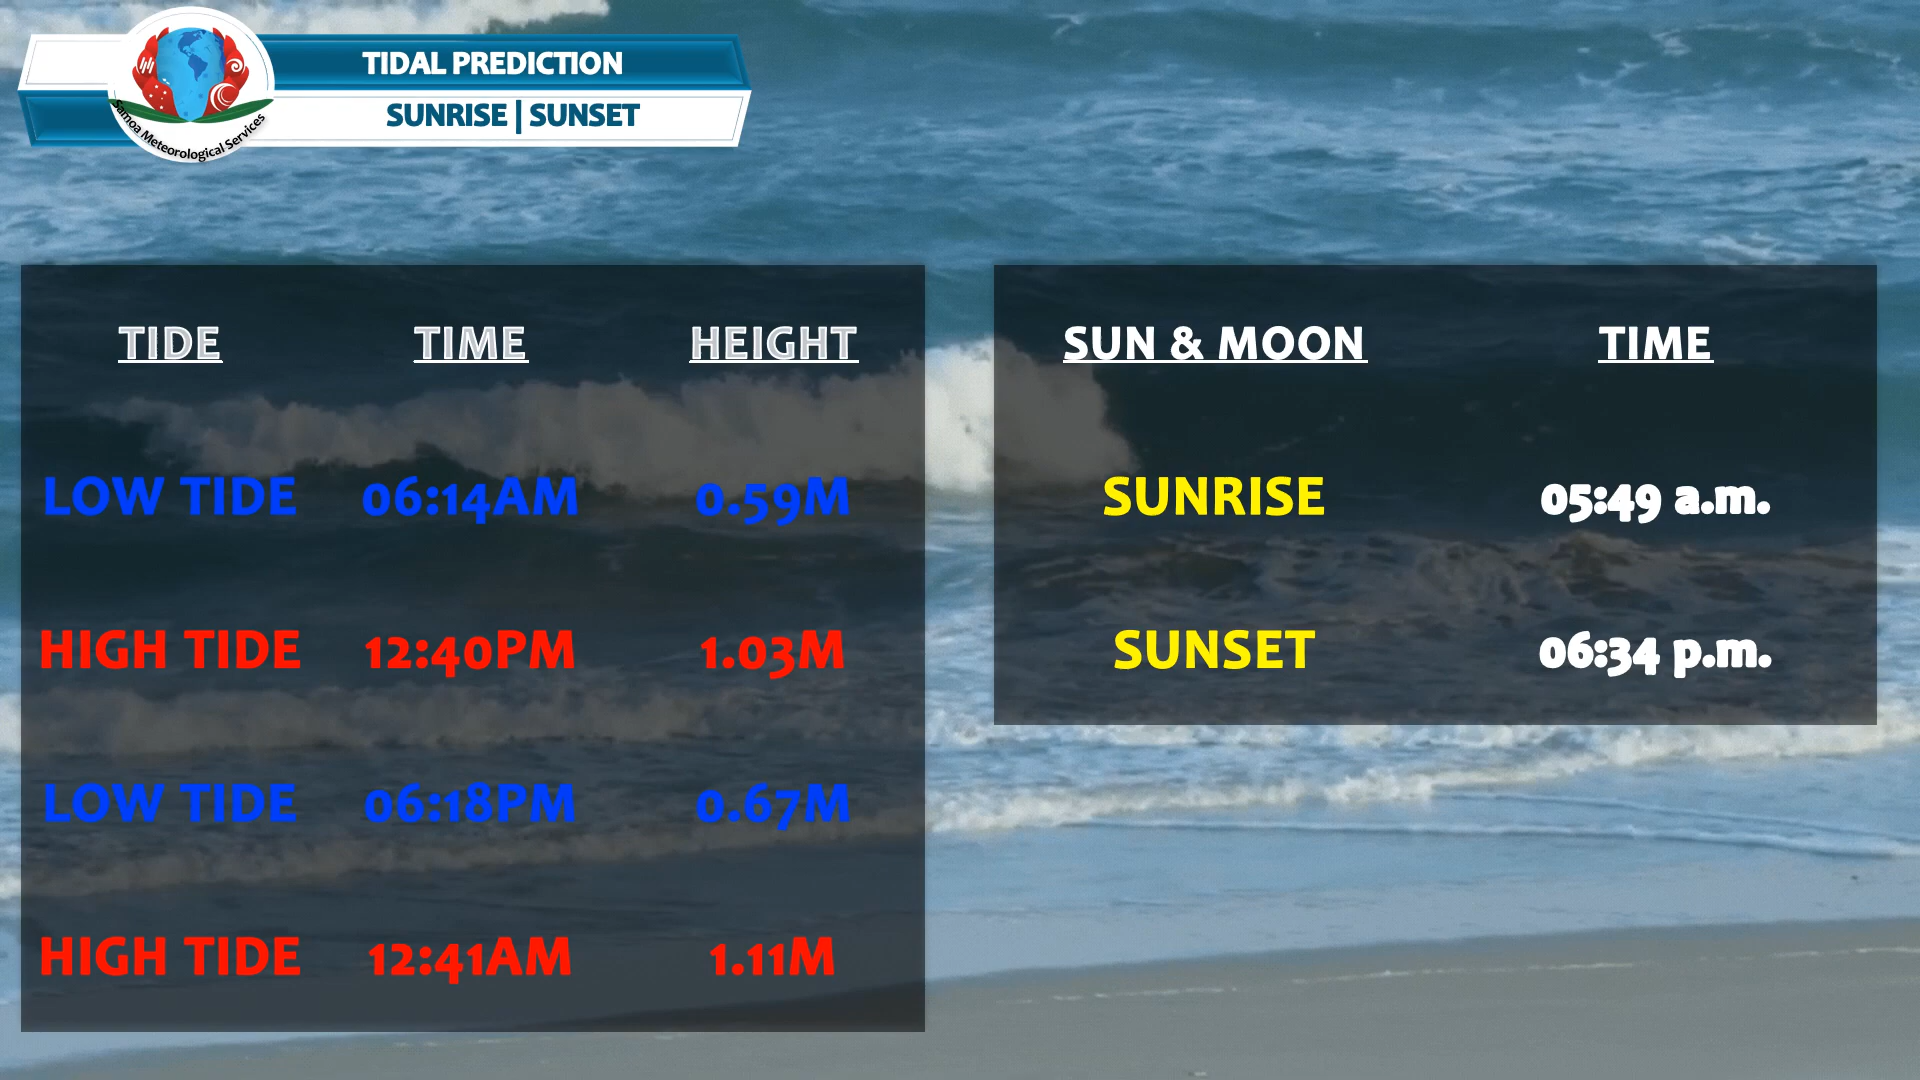 TIDAL PREDICTION
SUNRISE | SUNSET
Samoa Meteorological Services
TIDE TIME HEIGHT
LOW TIDE 06:14AM 0.59M
HIGH TIDE 12:40PM 1.03M
LOW TIDE 06:18PM 0.67M
HIGH TIDE 12:41AM 1.11M
SUN & MOON TIME
SUNRISE 05:49 a.m.
SUNSET 06:34 p.m.